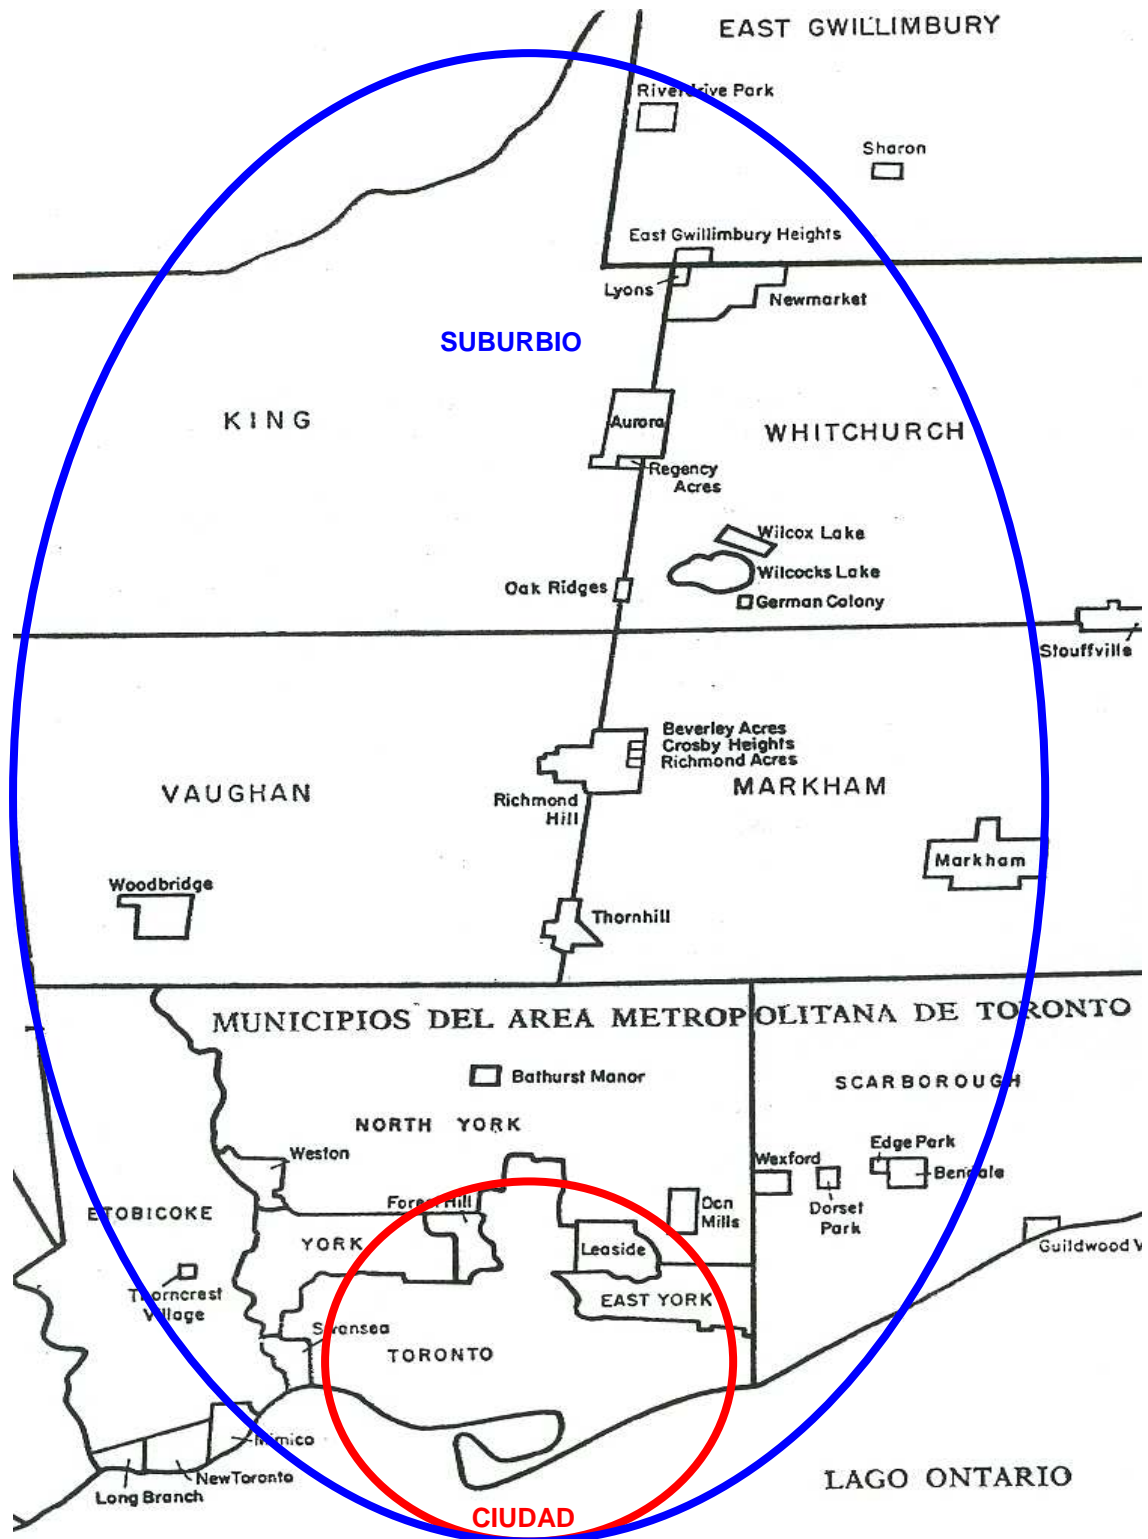 EAST GWILLIMBURY
Riverdrive Park
Sharon
East Gwillimbury Heights
Lyons
Newmarket
SUBURBIO
KING
Aurora
WHITCHURCH
Regency
Acres
Wilcox Lake
Wilcocks Lake
Oak Ridges
German Colony
Stouffville
Beverley Acres
Crosby Heights
Richmond Acres
VAUGHAN
MARKHAM
Richmond
Hill
Markham
Woodbridge
Thornhill
MUNICIPIOS DEL AREA METROPOLITANA DE TORONTO
Bathurst Manor
SCARBOROUGH
NORTH YORK
Weston
Edge Park
Wexford
Bendale
Forest Hill
Don
Mills
Dorset
Park
ETOBICOKE
YORK
Leaside
Guildwood V
Thorncrest
Village
EAST YORK
Swansea
TORONTO
Mimico
New Toronto
Long Branch
LAGO ONTARIO
CIUDAD